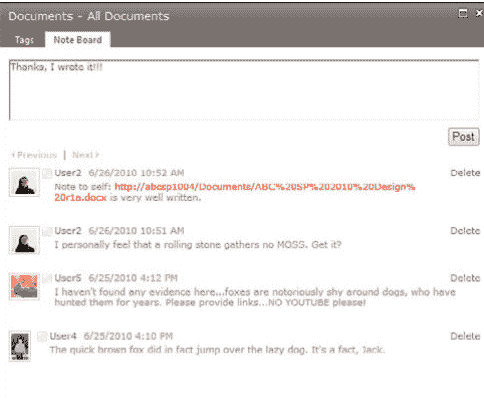 Documents - All Documents
Tags Note Board
Thanks, I wrote it!!!
Post
Previous | Next
User2 6/26/2010 10:52 AM Delete
Note to self: http://abcsp1004/Documents/ABC%20SP%202010%20Design%
20r1a.docx is very well written.
User2 6/26/2010 10:51 AM Delete
I personally feel that a rolling stone gathers no MOSS. Get it?
User5 6/25/2010 4:12 PM Delete
I haven't found any evidence here...foxes are notoriously shy around dogs, who have
hunted them for years. Please provide links...NO YOUTUBE please!
User4 6/25/2010 4:10 PM Delete
The quick brown fox did in fact jump over the lazy dog. It's a fact, Jack.